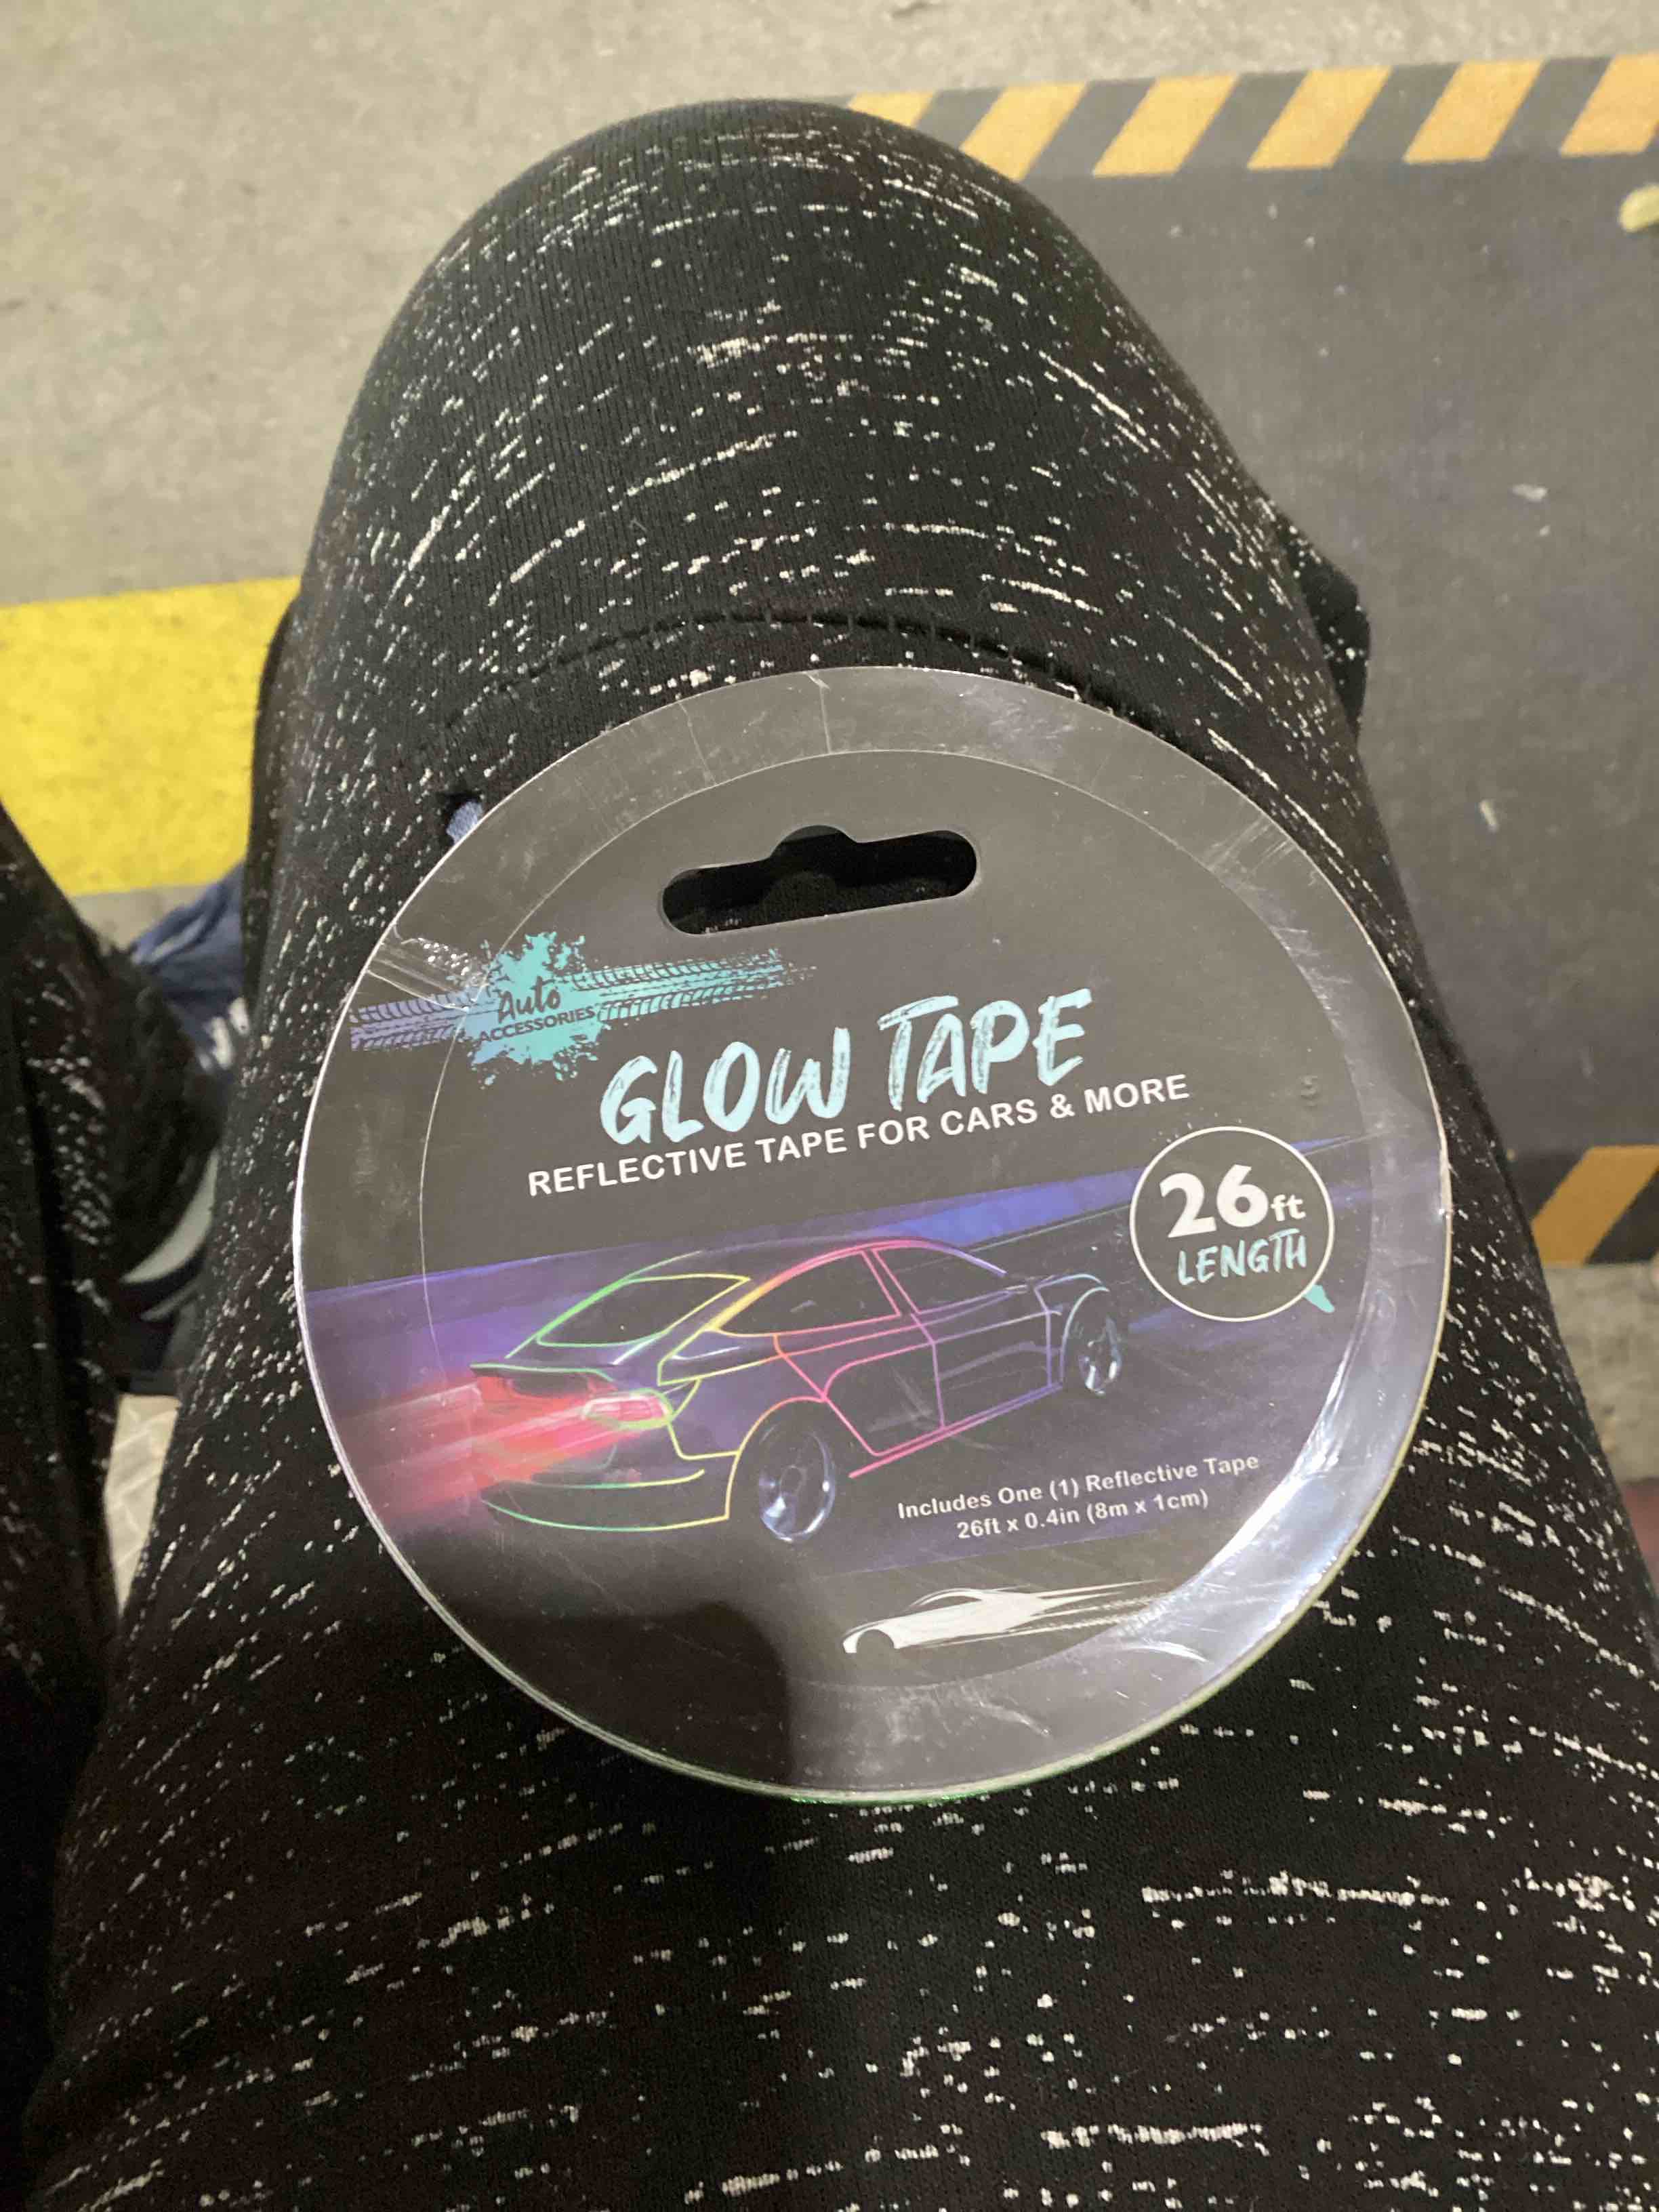 Auto
ACCESSORIES
GLOW TAPE
REFLECTIVE TAPE FOR CARS & MORE
26ft
LENGTH
Includes One (1) Reflective Tape
26ft x 0.4in (8m x 1cm)